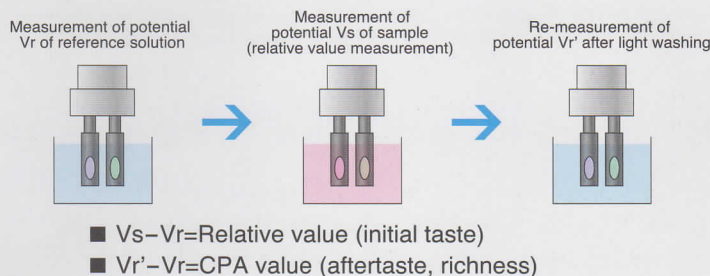 Measurement of potential
Vr of reference solution
Measurement of
potential Vs of sample
(relative value measurement)
Re-measurement of
potential Vr’ after light washing
■ Vs−Vr=Relative value (initial taste)
■ Vr’−Vr=CPA value (aftertaste, richness)